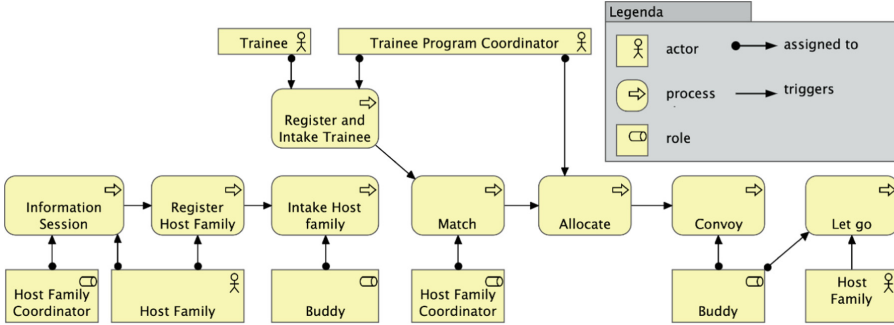 Legenda
Trainee
Trainee Program Coordinator
actor
assigned to
process
triggers
role
Register and
Intake Trainee
Information
Session
Register
Host Family
Intake Host
family
Match
Allocate
Convoy
Let go
Host Family
Coordinator
Host Family
Buddy
Host Family
Coordinator
Buddy
Host
Family